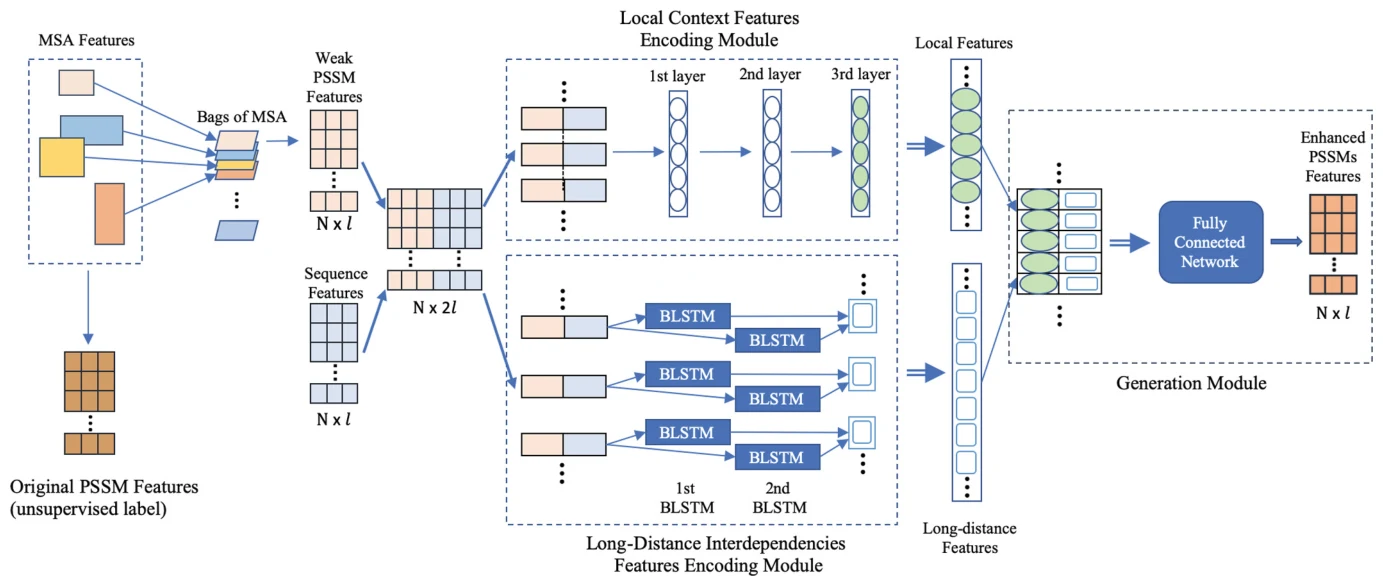 MSA Features
Bags of MSA
Original PSSM Features
(unsupervised label)
Weak
PSSM
Features
N x l
Sequence
Features
N x l
N x 2l
Local Context Features
Encoding Module
1st layer
2nd layer
3rd layer
BLSTM
BLSTM
BLSTM
BLSTM
BLSTM
BLSTM
1st
BLSTM
2nd
BLSTM
Long-Distance Interdependencies
Features Encoding Module
Local Features
Long-distance
Features
Fully
Connected
Network
Enhanced
PSSMs
Features
N x l
Generation Module